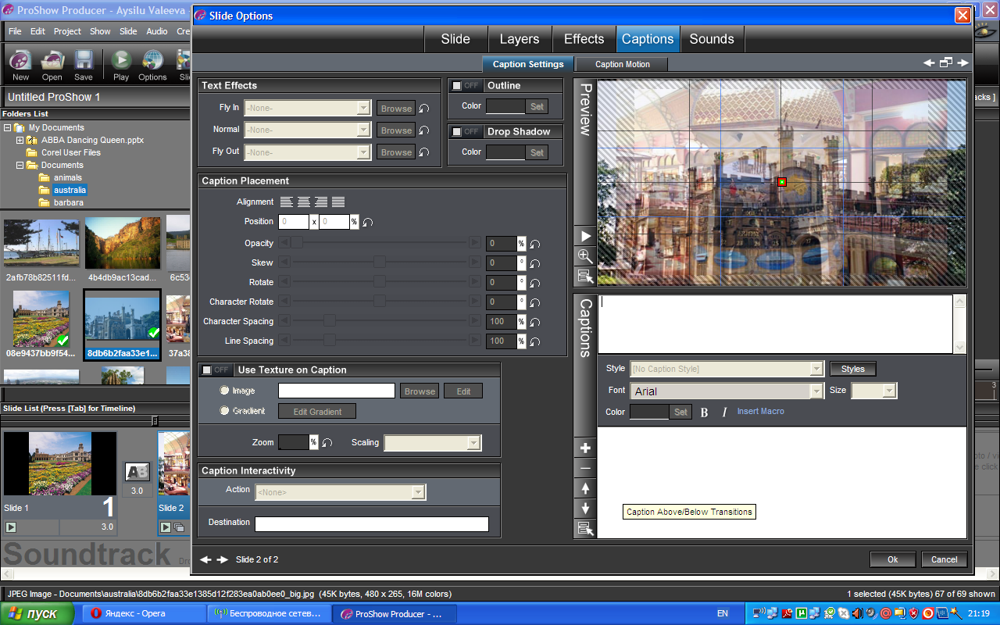 ProShow Producer - Aysilu Valeeva -
Slide Options
File Edit Project Show Slide Audio
Slide Layers Effects Captions Sounds
Caption Settings Caption Motion
New Open Save Play Options
Untitled ProShow 1
Folders List
My Documents
ABBA Dancing Queen.pptx
Corel User Files
Documents
animals
australia
barbara
2afb78b82511fd... 4b4db9ac13cad... 6c53
08e9437bb9f54... 8db6b2faa33e1... 37a38
Text Effects
Fly In -None- Browse
Normal -None- Browse
Fly Out -None- Browse
OFF Outline
Color Set
OFF Drop Shadow
Color Set
Caption Placement
Alignment
Position 0 x 0 %
Opacity 0 %
Skew 0 °
Rotate 0 °
Character Rotate 0 °
Character Spacing 100 %
Line Spacing 100 %
OFF Use Texture on Caption
Image Browse Edit
Gradient Edit Gradient
Zoom % Scaling
Caption Interactivity
Action <None>
Destination
Preview
Captions
Style [No Caption Style] Styles
Font Arial Size
Color Set B I Insert Macro
Caption Above/Below Transitions
Slide List (Press [Tab] for Timeline)
AB
3.0
Slide 1 1
3.0
Slide 2
Soundtrack
Slide 2 of 2
Ok Cancel
JPEG Image - Documents\australia\8db6b2faa33e1385d12f283ea0ab0ee0_big.jpg (45K bytes, 480 x 265, 16M colors)
1 selected (45K bytes) 67 of 69 shown
пуск Яндекс - Opera Беспроводное сетев... ProShow Producer - ... EN 21:19